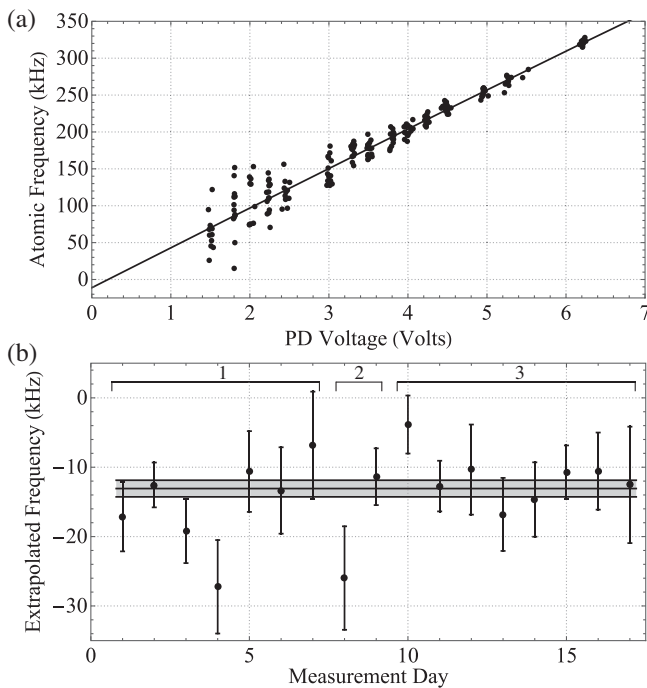 (a)
350
300
250
200
150
100
50
0
Atomic Frequency (kHz)
0 1 2 3 4 5 6 7
PD Voltage (Volts)
(b)
1 2 3
0
−10
−20
−30
Extrapolated Frequency (kHz)
0 5 10 15
Measurement Day